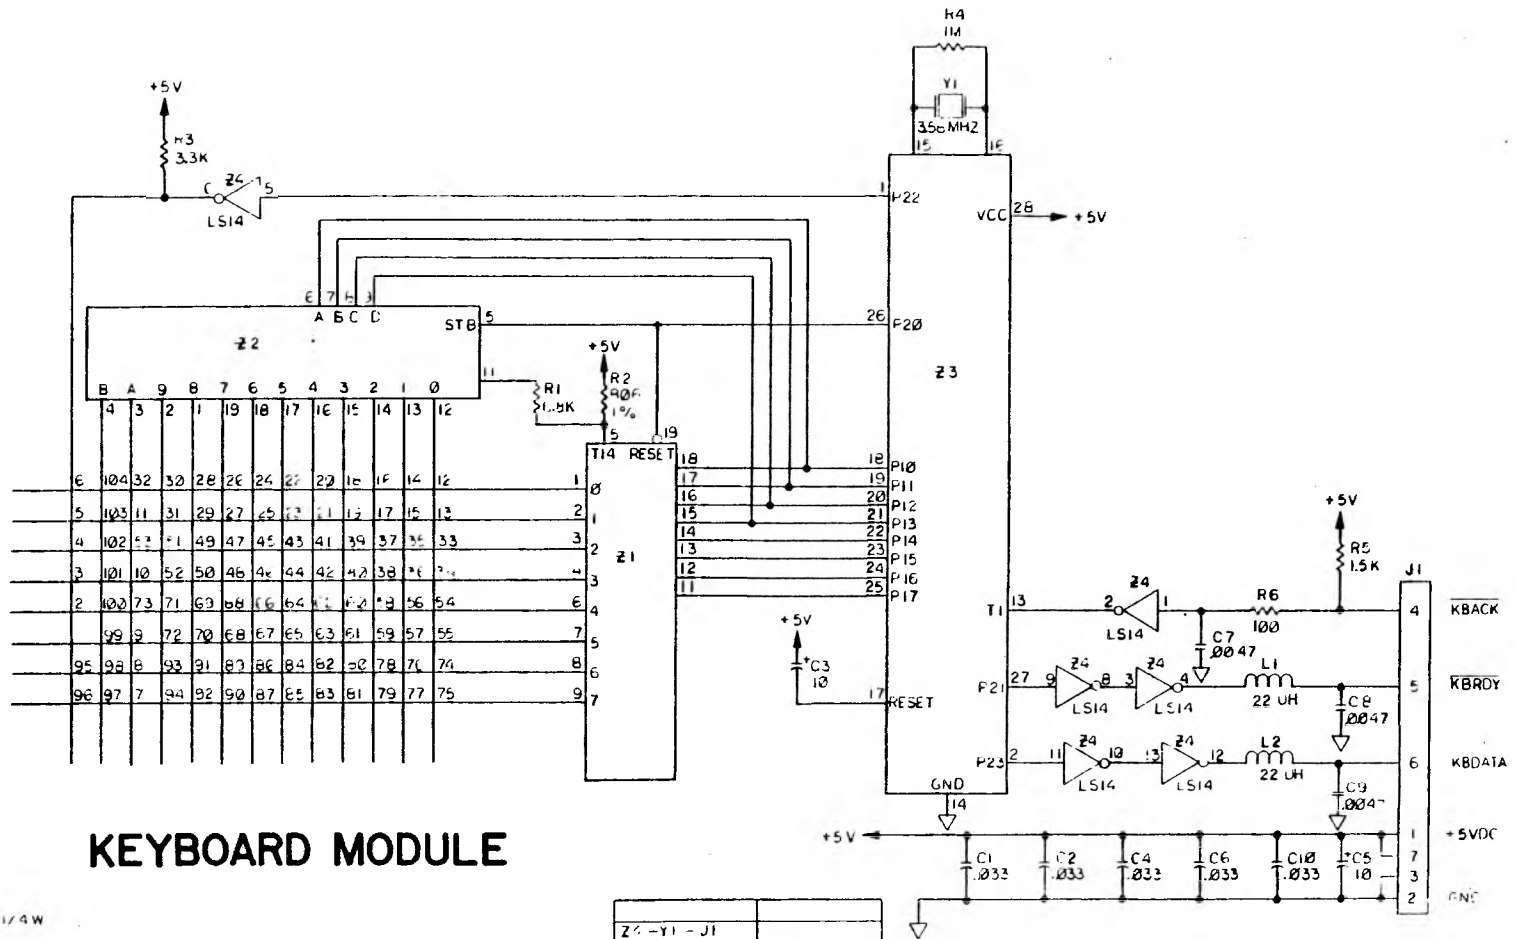 R4
1M
Y1
MHZ
15 16
+5V
R3
3.3K
Z4
5
LS14
1 P22
VCC 28 +5V
6 7 3
A B C D
STB 5
26 P20
Z2
11
+5V
R1
R2
1%
Z3
B A 9 8 7 6 5 4 3 2 1 0
4 3 2 1 19 18 17 16 15 14 13 12
5 19
T14 RESET
18 18 P10
17 19 P11
16 20 P12
15 21 P13
14 22 P14
13 23 P15
12 24 P16
11 25 P17
6 104 32 30 28 26 24 20 14 12 1 0
5 103 11 31 29 27 17 15 13 2 1
4 102 49 47 45 43 41 39 37 33 3 2
3 101 10 52 50 44 42 38 4 3
2 100 73 71 69 64 56 54 6 4
99 9 72 70 68 67 65 63 61 59 57 55 7 5
95 98 8 93 91 89 86 84 82 80 78 76 74 8 6
96 97 7 94 92 90 87 85 83 81 79 77 75 9 7
Z1
+5V
C3
10
17 RESET
+5V
R5
1.5K
J1
T1 13
2 Z4 1
LS14
R6
100
4 KBACK
C7
.0047
P21 27
9 Z4 8 3 Z4 4
LS14 LS14
L1
22 UH
5 KBRDY
C8
.0047
P23 2
11 Z4 10 13 Z4 12
LS14 LS14
L2
22 UH
6 KBDATA
C9
GND
14
KEYBOARD MODULE
+5V
1 +5VDC
C1
.033
C2
.033
C4
.033
C6
.033
C10
.033
C5
10
7
3
2
1/4W